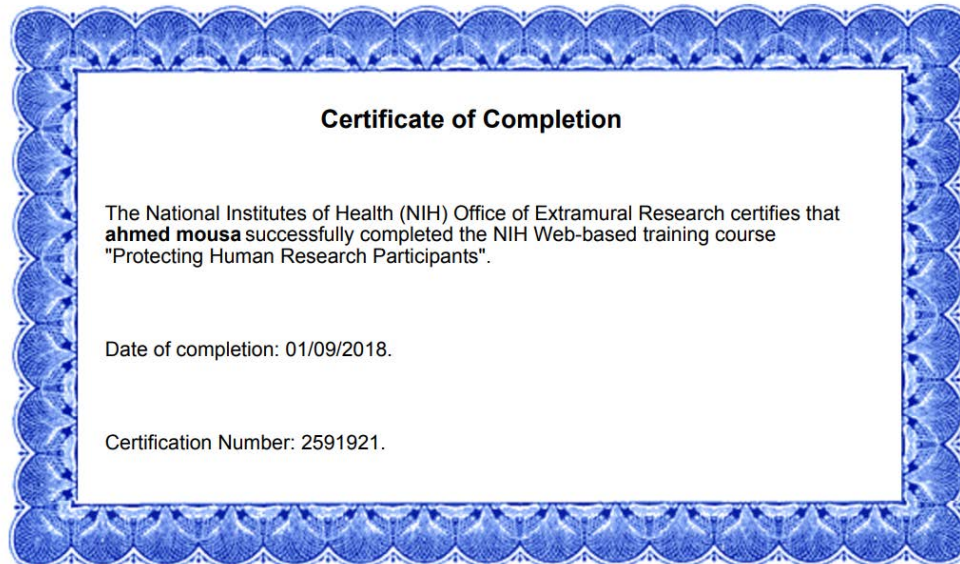 Certificate of Completion
The National Institutes of Health (NIH) Office of Extramural Research certifies that
ahmed mousa successfully completed the NIH Web-based training course
"Protecting Human Research Participants".
Date of completion: 01/09/2018.
Certification Number: 2591921.